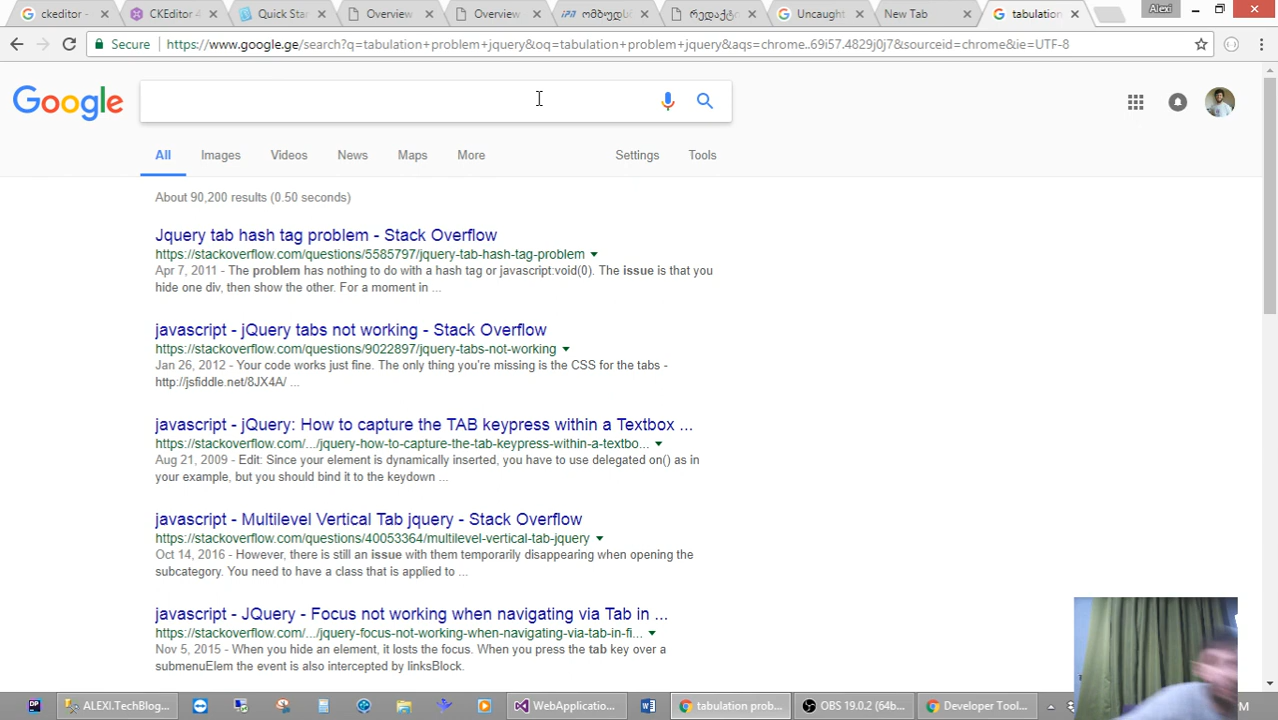 ckeditor -
CKEditor 4
Quick Star
Overview
Overview
ომბუდს
რედაქტ
Uncaught
New Tab
tabulation
Alexi
Secure
https://www.google.ge/search?q=tabulation+problem+jquery&oq=tabulation+problem+jquery&aqs=chrome..69i57.4829j0j7&sourceid=chrome&ie=UTF-8
Google
All
Images
Videos
News
Maps
More
Settings
Tools
About 90,200 results (0.50 seconds)
Jquery tab hash tag problem - Stack Overflow
https://stackoverflow.com/questions/5585797/jquery-tab-hash-tag-problem
Apr 7, 2011 - The problem has nothing to do with a hash tag or javascript:void(0). The issue is that you
hide one div, then show the other. For a moment in ...
javascript - jQuery tabs not working - Stack Overflow
https://stackoverflow.com/questions/9022897/jquery-tabs-not-working
Jan 26, 2012 - Your code works just fine. The only thing you're missing is the CSS for the tabs -
http://jsfiddle.net/8JX4A/ ...
javascript - jQuery: How to capture the TAB keypress within a Textbox ...
https://stackoverflow.com/.../jquery-how-to-capture-the-tab-keypress-within-a-textbo...
Aug 21, 2009 - Edit: Since your element is dynamically inserted, you have to use delegated on() as in
your example, but you should bind it to the keydown ...
javascript - Multilevel Vertical Tab jquery - Stack Overflow
https://stackoverflow.com/questions/40053364/multilevel-vertical-tab-jquery
Oct 14, 2016 - However, there is still an issue with them temporarily disappearing when opening the
subcategory. You need to have a class that is applied to ...
javascript - JQuery - Focus not working when navigating via Tab in ...
https://stackoverflow.com/.../jquery-focus-not-working-when-navigating-via-tab-in-fi...
Nov 5, 2015 - When you hide an element, it losts the focus. When you press the tab key over a
submenuElem the event is also intercepted by linksBlock.
DP
ALEXI.TechBlog...
WebApplication...
tabulation prob...
OBS 19.0.2 (64b...
Developer Tool...
M